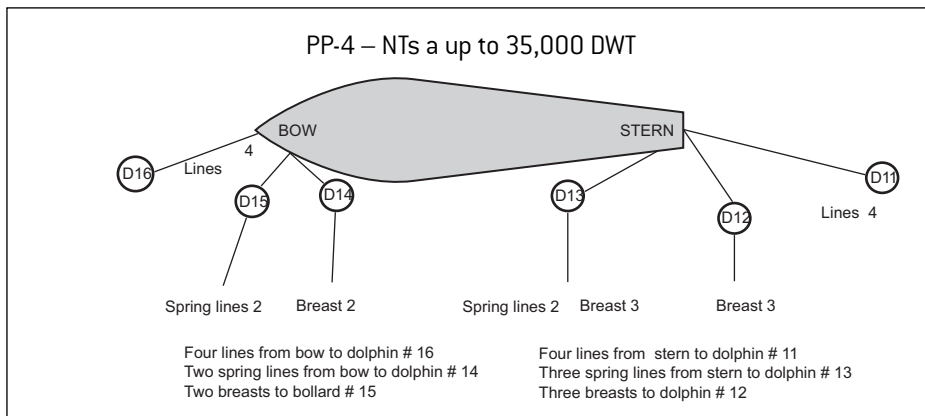 PP-4 – NTs a up to 35,000 DWT
BOW
STERN
4
Lines
D16
D15
D14
D13
D12
D11
Lines 4
Spring lines 2
Breast 2
Spring lines 2
Breast 3
Breast 3
Four lines from bow to dolphin # 16
Two spring lines from bow to dolphin # 14
Two breasts to bollard # 15
Four lines from stern to dolphin # 11
Three spring lines from stern to dolphin # 13
Three breasts to dolphin # 12